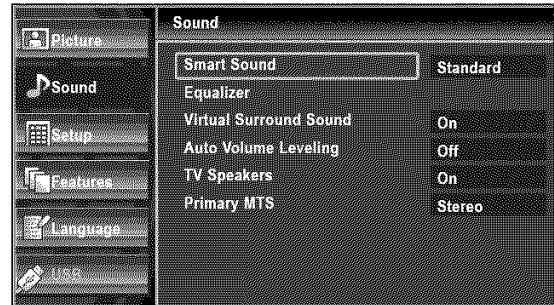 Picture
Sound
Setup
Features
Language
USB
Sound
Smart Sound Standard
Equalizer
Virtual Surround Sound On
Auto Volume Leveling Off
TV Speakers On
Primary MTS Stereo